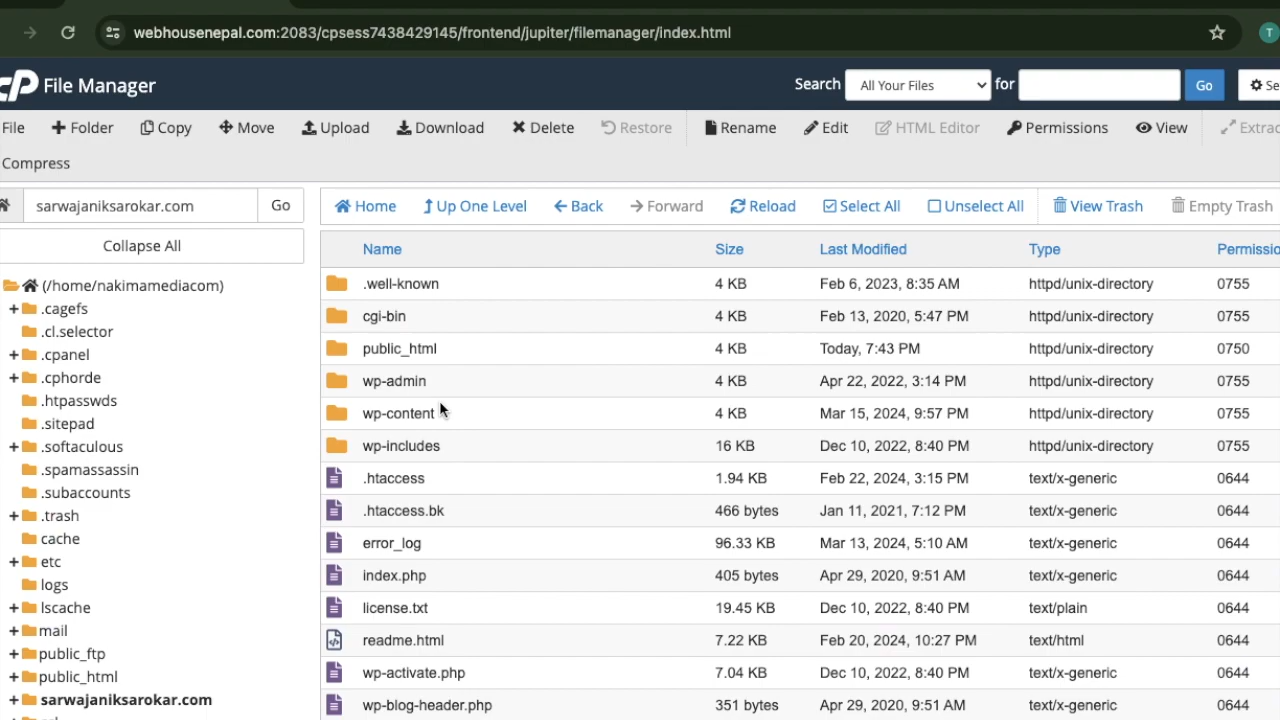 webhousenepal.com:2083/cpsess7438429145/frontend/jupiter/filemanager/index.html
T
cP File Manager
Search All Your Files for Go
File Folder Copy Move Upload Download Delete Restore Rename Edit HTML Editor Permissions View
Compress
sarwajaniksarokar.com Go
Home Up One Level Back Forward Reload Select All Unselect All View Trash Empty Trash
Collapse All
Name Size Last Modified Type
(/home/nakimamediacom)
.cagefs
.cl.selector
.cpanel
.cphorde
.htpasswds
.sitepad
.softaculous
.spamassassin
.subaccounts
.trash
cache
etc
logs
lscache
mail
public_ftp
public_html
sarwajaniksarokar.com
.well-known 4 KB Feb 6, 2023, 8:35 AM httpd/unix-directory 0755
cgi-bin 4 KB Feb 13, 2020, 5:47 PM httpd/unix-directory 0755
public_html 4 KB Today, 7:43 PM httpd/unix-directory 0750
wp-admin 4 KB Apr 22, 2022, 3:14 PM httpd/unix-directory 0755
wp-content 4 KB Mar 15, 2024, 9:57 PM httpd/unix-directory 0755
wp-includes 16 KB Dec 10, 2022, 8:40 PM httpd/unix-directory 0755
.htaccess 1.94 KB Feb 22, 2024, 3:15 PM text/x-generic 0644
.htaccess.bk 466 bytes Jan 11, 2021, 7:12 PM text/x-generic 0644
error_log 96.33 KB Mar 13, 2024, 5:10 AM text/x-generic 0644
index.php 405 bytes Apr 29, 2020, 9:51 AM text/x-generic 0644
license.txt 19.45 KB Dec 10, 2022, 8:40 PM text/plain 0644
readme.html 7.22 KB Feb 20, 2024, 10:27 PM text/html 0644
wp-activate.php 7.04 KB Dec 10, 2022, 8:40 PM text/x-generic 0644
wp-blog-header.php 351 bytes Apr 29, 2020, 9:51 AM text/x-generic 0644